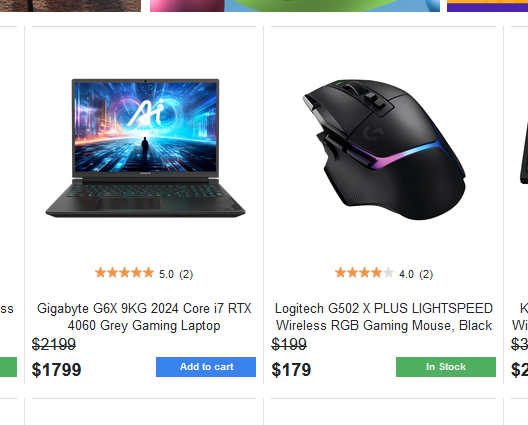 Ai
5.0 (2)
4.0 (2)
ss
Gigabyte G6X 9KG 2024 Core i7 RTX
4060 Grey Gaming Laptop
Logitech G502 X PLUS LIGHTSPEED
Wireless RGB Gaming Mouse, Black
K
Wi
$2199
$1799
Add to cart
$199
$179
In Stock
$3
$2